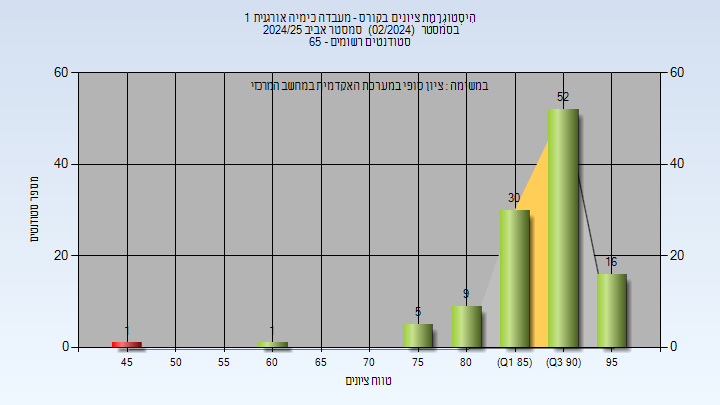 היסטוגרמת ציונים בקורס - מעבדה כימיה אורגנית 1
בסמסטר (02/2024) סמסטר אביב 2024/25
סטודנטים רשומים - 65
במשימה : ציון סופי במערכת האקדמית במחשב המרכזי
60 60
40 40
20 20
0 0
מספר סטודנטים
1 1 5 9 30 52 16
45 50 55 60 65 70 75 80 (Q1 85) (Q3 90) 95
טווח ציונים